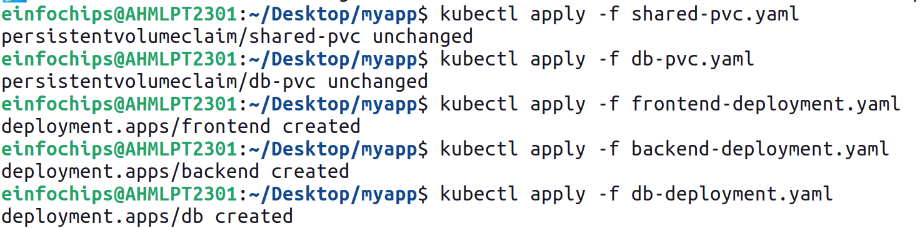 einfochips@AHMLPT2301:~/Desktop/myapp$ kubectl apply -f shared-pvc.yaml
persistentvolumeclaim/shared-pvc unchanged
einfochips@AHMLPT2301:~/Desktop/myapp$ kubectl apply -f db-pvc.yaml
persistentvolumeclaim/db-pvc unchanged
einfochips@AHMLPT2301:~/Desktop/myapp$ kubectl apply -f frontend-deployment.yaml
deployment.apps/frontend created
einfochips@AHMLPT2301:~/Desktop/myapp$ kubectl apply -f backend-deployment.yaml
deployment.apps/backend created
einfochips@AHMLPT2301:~/Desktop/myapp$ kubectl apply -f db-deployment.yaml
deployment.apps/db created